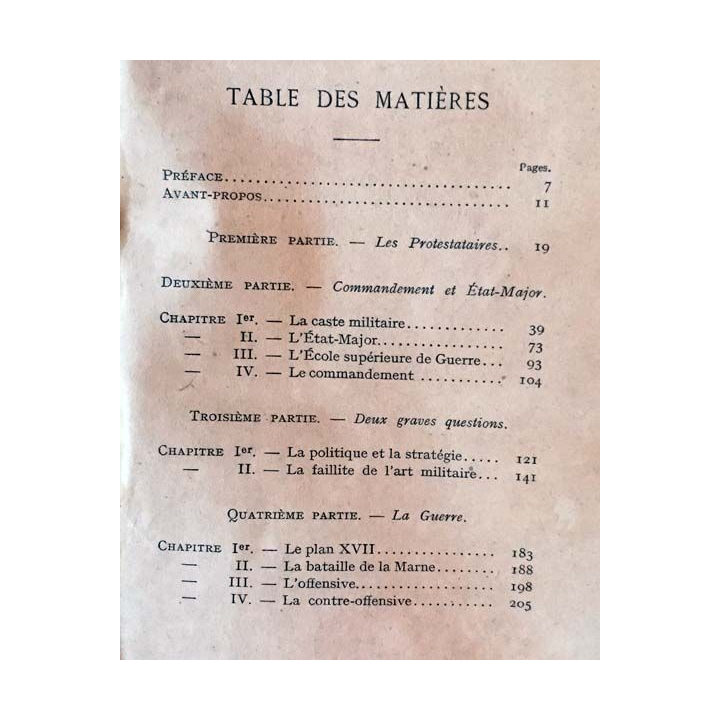 TABLE DES MATIÈRES
Pages.
PRÉFACE........................................ 7
AVANT-PROPOS.................................. 11
PREMIÈRE PARTIE. — Les Protestataires.. 19
DEUXIÈME PARTIE. — Commandement et État-Major.
CHAPITRE Ier. — La caste militaire............. 39
— II. — L'État-Major................ 73
— III. — L'École supérieure de Guerre... 93
— IV. — Le commandement ........... 104
TROISIÈME PARTIE. — Deux graves questions.
CHAPITRE Ier. — La politique et la stratégie..... 121
— II. — La faillite de l'art militaire... 141
QUATRIÈME PARTIE. — La Guerre.
CHAPITRE Ier. — Le plan XVII............... 183
— II. — La bataille de la Marne........ 188
— III. — L'offensive.................. 198
— IV. — La contre-offensive........... 205